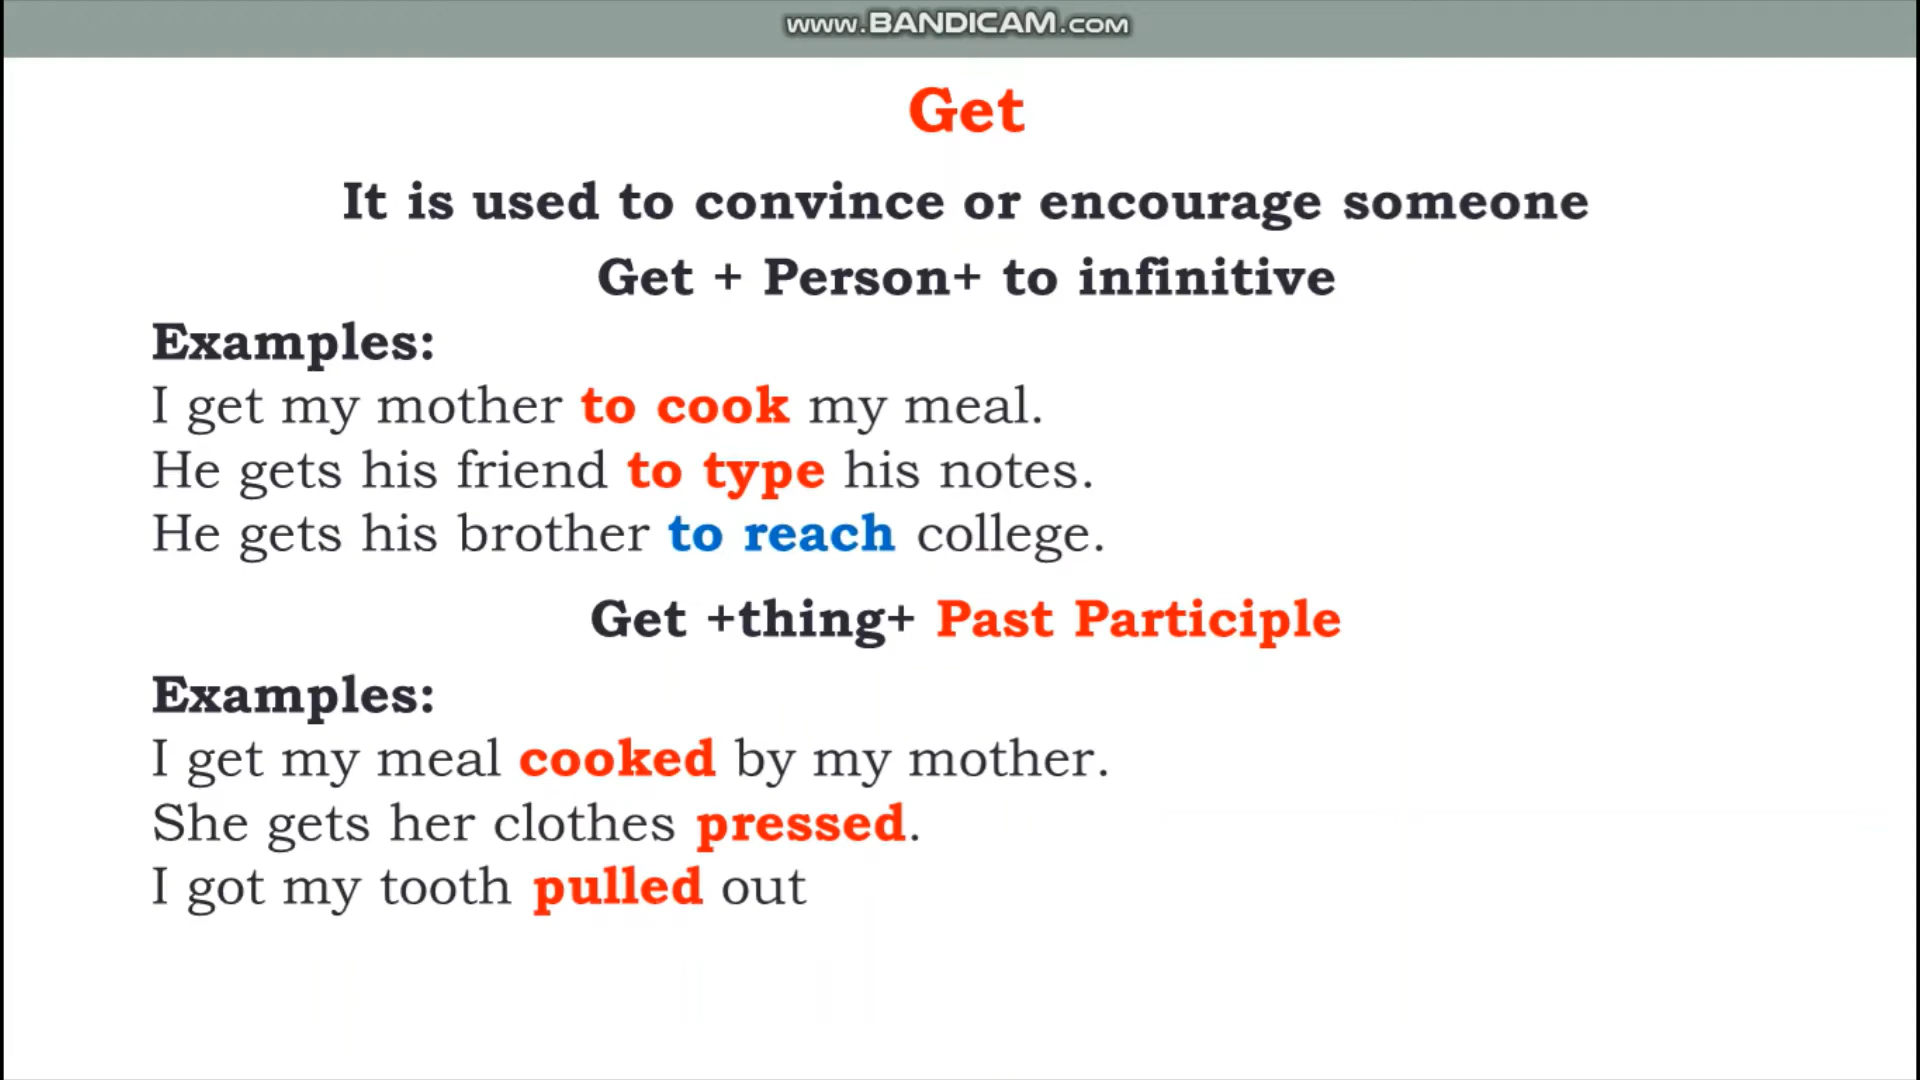 www.BANDICAM.com
Get
It is used to convince or encourage someone
Get + Person+ to infinitive
Examples:
I get my mother to cook my meal.
He gets his friend to type his notes.
He gets his brother to reach college.
Get +thing+ Past Participle
Examples:
I get my meal cooked by my mother.
She gets her clothes pressed.
I got my tooth pulled out